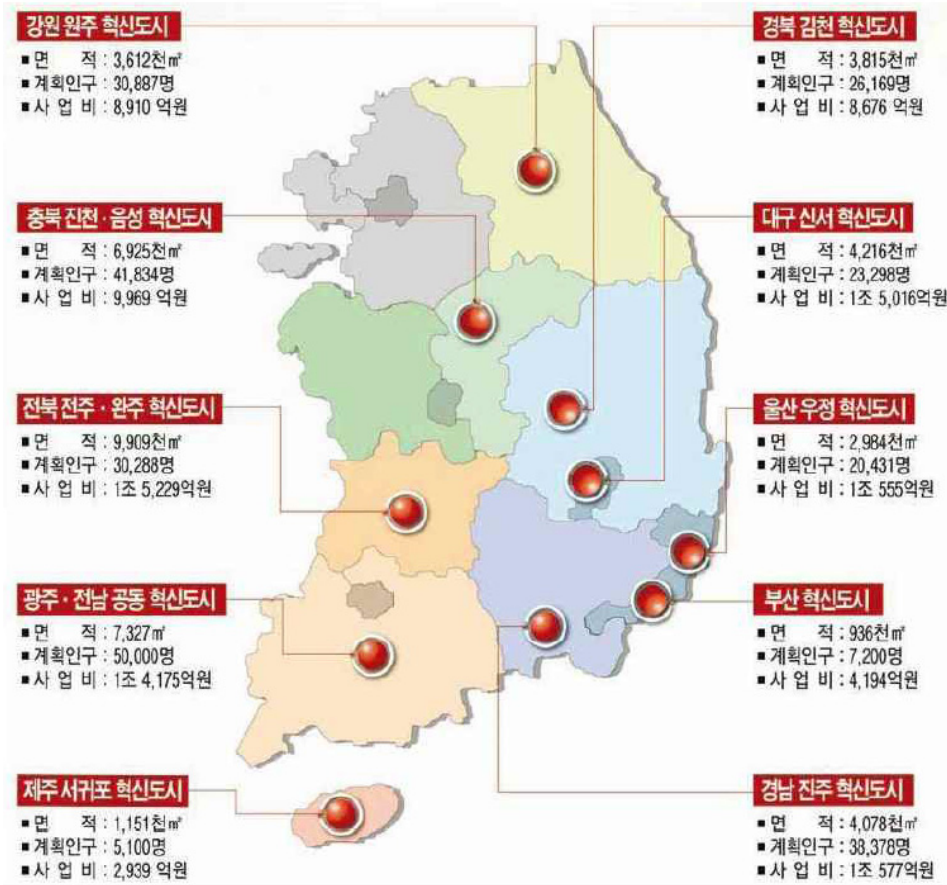 강원 원주 혁신도시
■ 면 적 : 3,612천㎡
■ 계획인구 : 30,887명
■ 사 업 비 : 8,910 억원
경북 김천 혁신도시
■ 면 적 : 3,815천㎡
■ 계획인구 : 26,169명
■ 사 업 비 : 8,676 억원
충북 진천·음성 혁신도시
■ 면 적 : 6,925천㎡
■ 계획인구 : 41,834명
■ 사 업 비 : 9,969 억원
대구 신서 혁신도시
■ 면 적 : 4,216천㎡
■ 계획인구 : 23,298명
■ 사 업 비 : 1조 5,016억원
전북 전주·완주 혁신도시
■ 면 적 : 9,909천㎡
■ 계획인구 : 30,288명
■ 사 업 비 : 1조 5,229억원
울산 우정 혁신도시
■ 면 적 : 2,984천㎡
■ 계획인구 : 20,431명
■ 사 업 비 : 1조 555억원
광주·전남 공동 혁신도시
■ 면 적 : 7,327㎡
■ 계획인구 : 50,000명
■ 사 업 비 : 1조 4,175억원
부산 혁신도시
■ 면 적 : 936천㎡
■ 계획인구 : 7,200명
■ 사 업 비 : 4,194억원
제주 서귀포 혁신도시
■ 면 적 : 1,151천㎡
■ 계획인구 : 5,100명
■ 사 업 비 : 2,939 억원
경남 진주 혁신도시
■ 면 적 : 4,078천㎡
■ 계획인구 : 38,378명
■ 사 업 비 : 1조 577억원